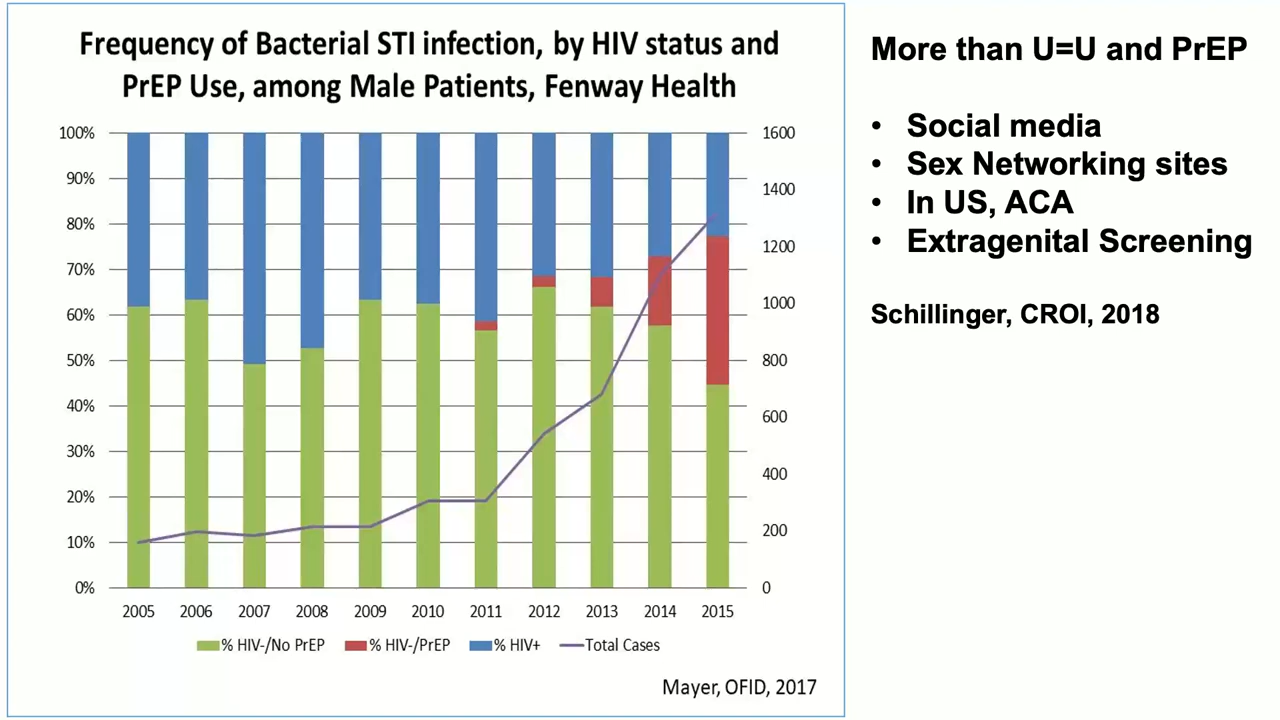 Frequency of Bacterial STI infection, by HIV status and
PrEP Use, among Male Patients, Fenway Health
100%
90%
80%
70%
60%
50%
40%
30%
20%
10%
0%
1600
1400
1200
1000
800
600
400
200
0
2005 2006 2007 2008 2009 2010 2011 2012 2013 2014 2015
% HIV-/No PrEP % HIV-/PrEP % HIV+ Total Cases
Mayer, OFID, 2017
More than U=U and PrEP
• Social media
• Sex Networking sites
• In US, ACA
• Extragenital Screening
Schillinger, CROI, 2018